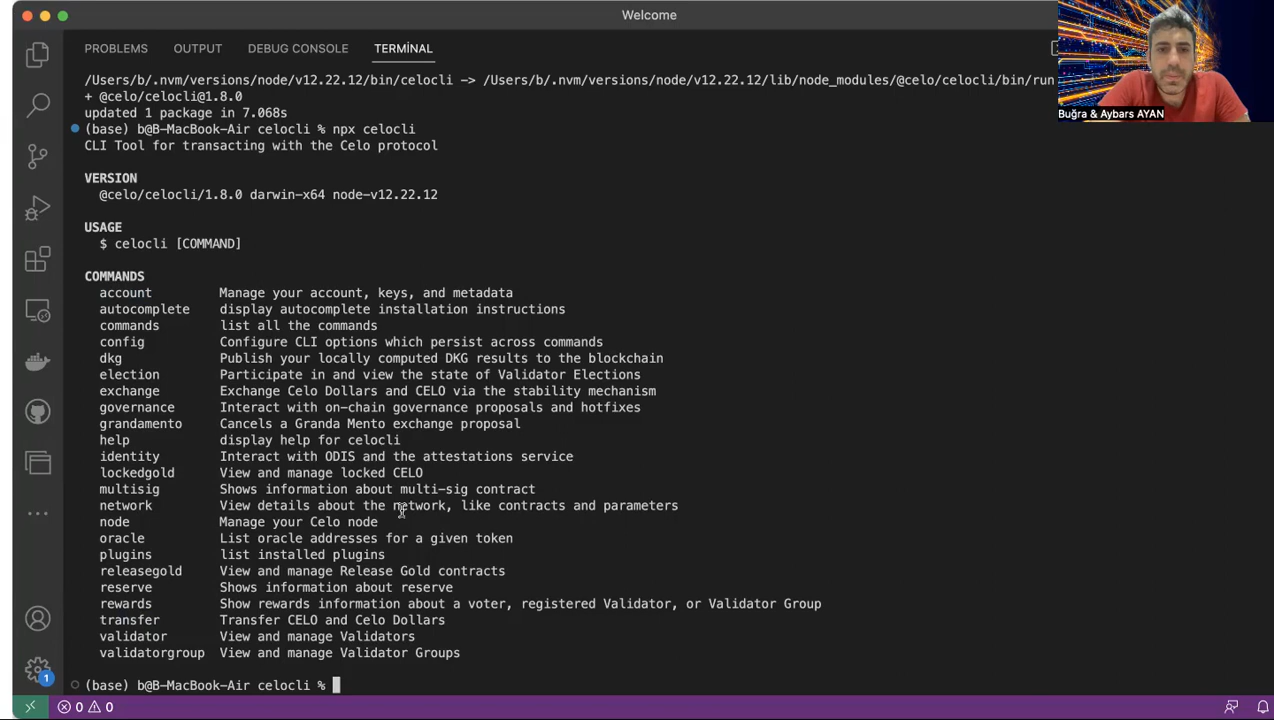 Welcome
PROBLEMS OUTPUT DEBUG CONSOLE TERMİNAL
/Users/b/.nvm/versions/node/v12.22.12/bin/celocli -> /Users/b/.nvm/versions/node/v12.22.12/lib/node_modules/@celo/celocli/bin/run
+ @celo/celocli@1.8.0
updated 1 package in 7.068s
(base) b@B-MacBook-Air celocli % npx celocli
CLI Tool for transacting with the Celo protocol
VERSION
@celo/celocli/1.8.0 darwin-x64 node-v12.22.12
USAGE
$ celocli [COMMAND]
COMMANDS
account Manage your account, keys, and metadata
autocomplete display autocomplete installation instructions
commands list all the commands
config Configure CLI options which persist across commands
dkg Publish your locally computed DKG results to the blockchain
election Participate in and view the state of Validator Elections
exchange Exchange Celo Dollars and CELO via the stability mechanism
governance Interact with on-chain governance proposals and hotfixes
grandamento Cancels a Granda Mento exchange proposal
help display help for celocli
identity Interact with ODIS and the attestations service
lockedgold View and manage locked CELO
multisig Shows information about multi-sig contract
network View details about the network, like contracts and parameters
node Manage your Celo node
oracle List oracle addresses for a given token
plugins list installed plugins
releasegold View and manage Release Gold contracts
reserve Shows information about reserve
rewards Show rewards information about a voter, registered Validator, or Validator Group
transfer Transfer CELO and Celo Dollars
validator View and manage Validators
validatorgroup View and manage Validator Groups
(base) b@B-MacBook-Air celocli %
1
0 0
Buğra & Aybars AYAN